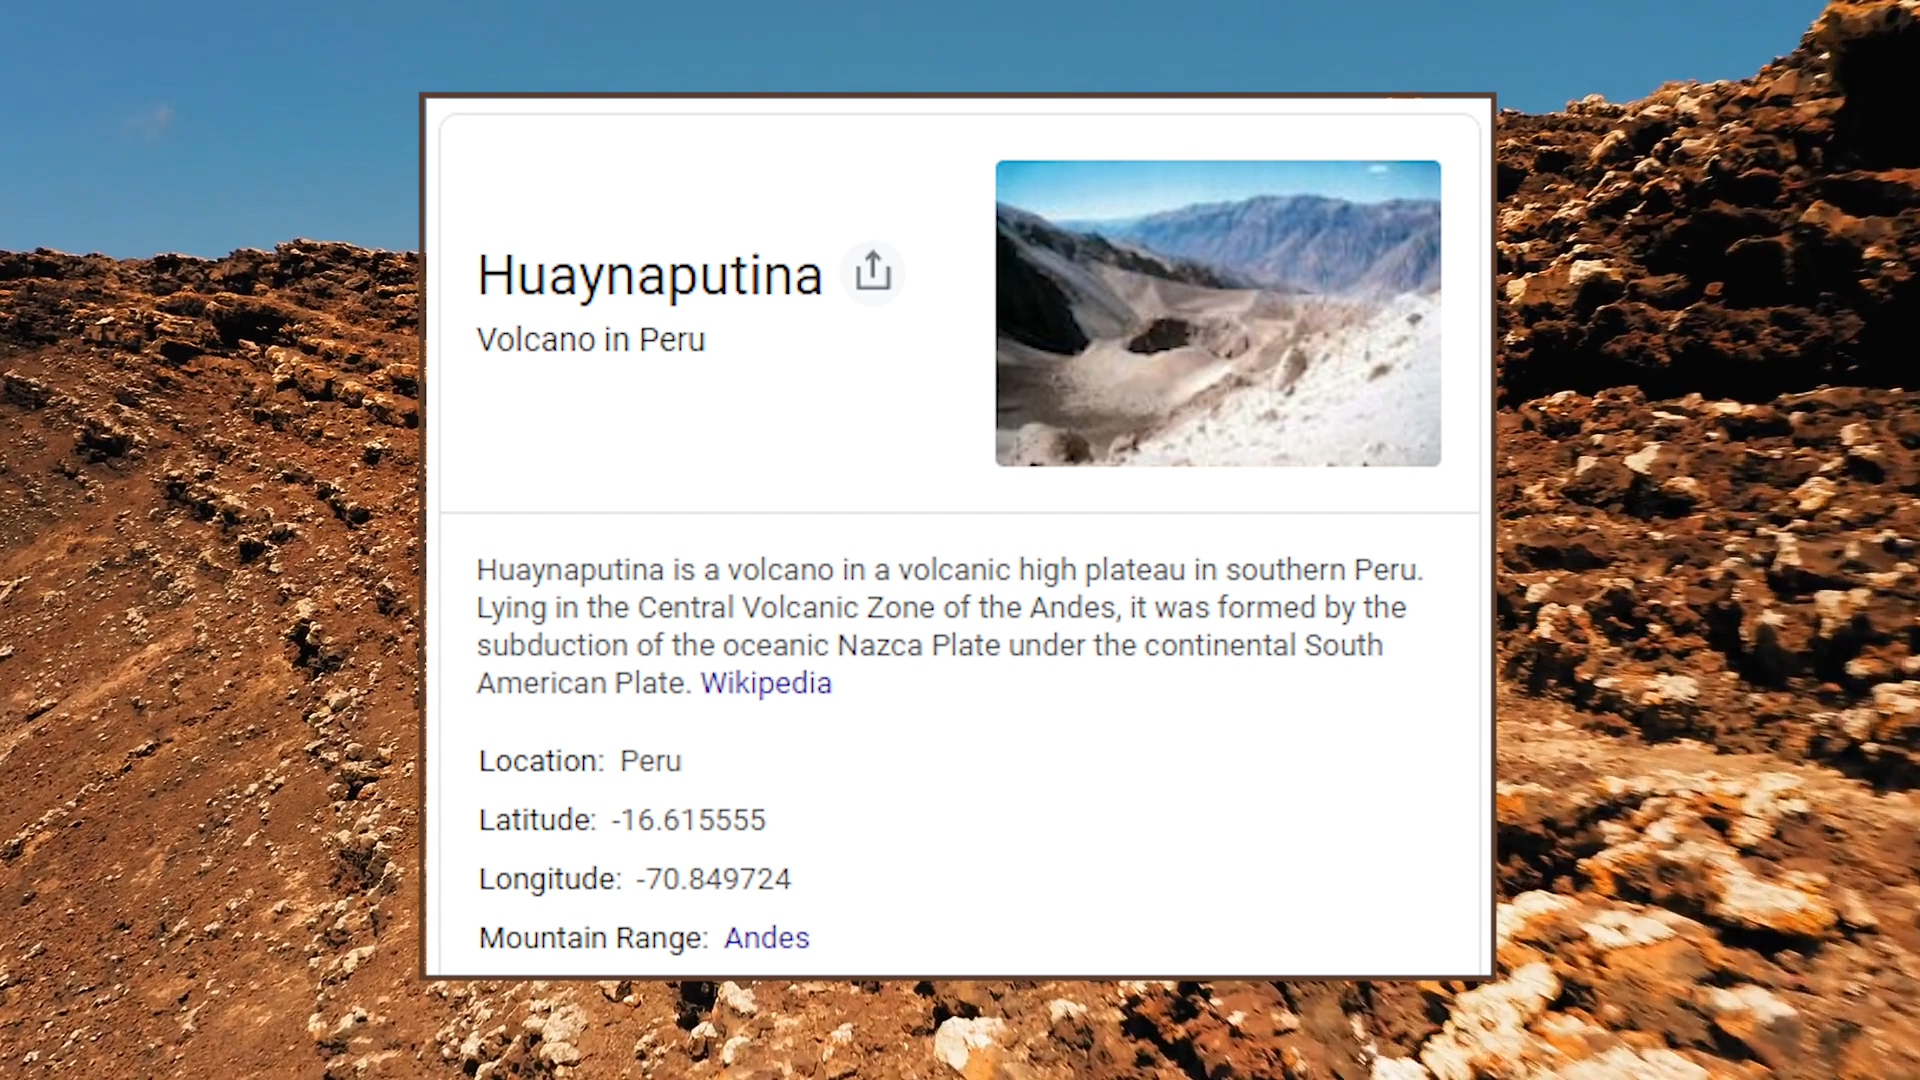 Huaynaputina
Volcano in Peru
Huaynaputina is a volcano in a volcanic high plateau in southern Peru.
Lying in the Central Volcanic Zone of the Andes, it was formed by the
subduction of the oceanic Nazca Plate under the continental South
American Plate. Wikipedia
Location: Peru
Latitude: -16.615555
Longitude: -70.849724
Mountain Range: Andes